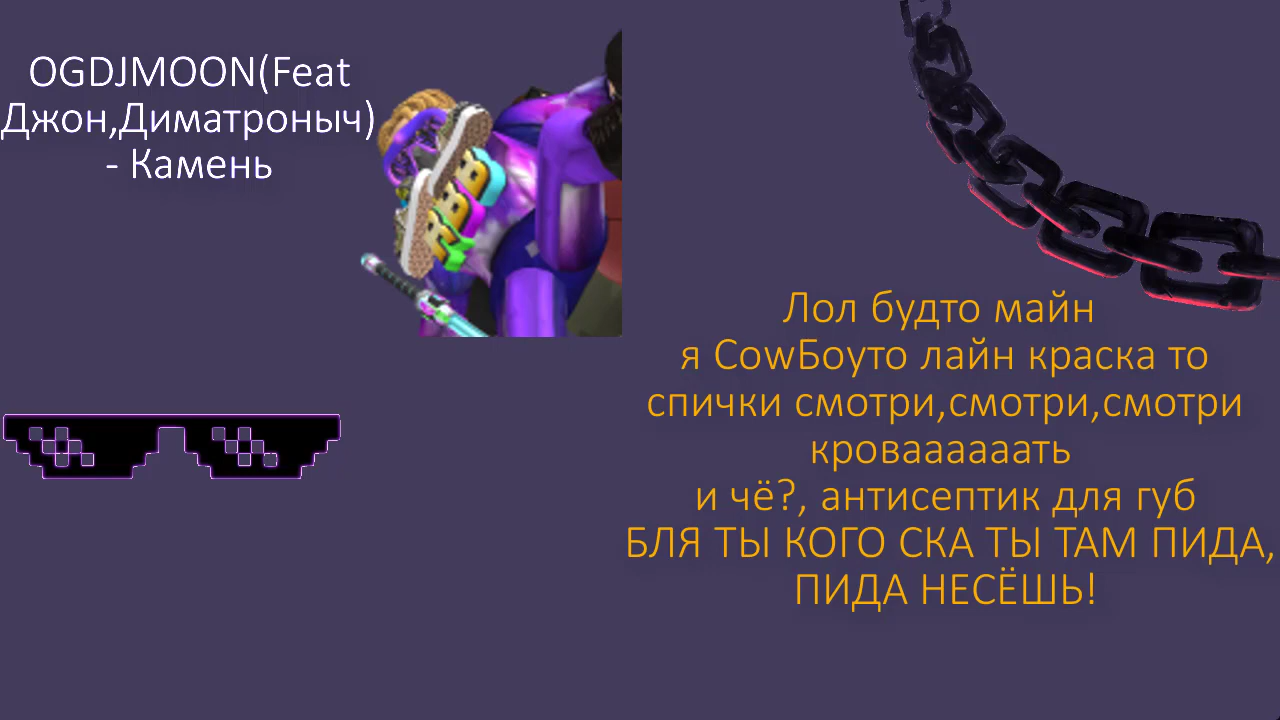 OGDJMOON(Feat
Джон,Диматроныч)
- Камень
Лол будто майн
я CowБоуто лайн краска то
спички смотри,смотри,смотри
кровааааааать
и чё?, антисептик для губ
БЛЯ ТЫ КОГО СКА ТЫ ТАМ ПИДА,
ПИДА НЕСЁШЬ!